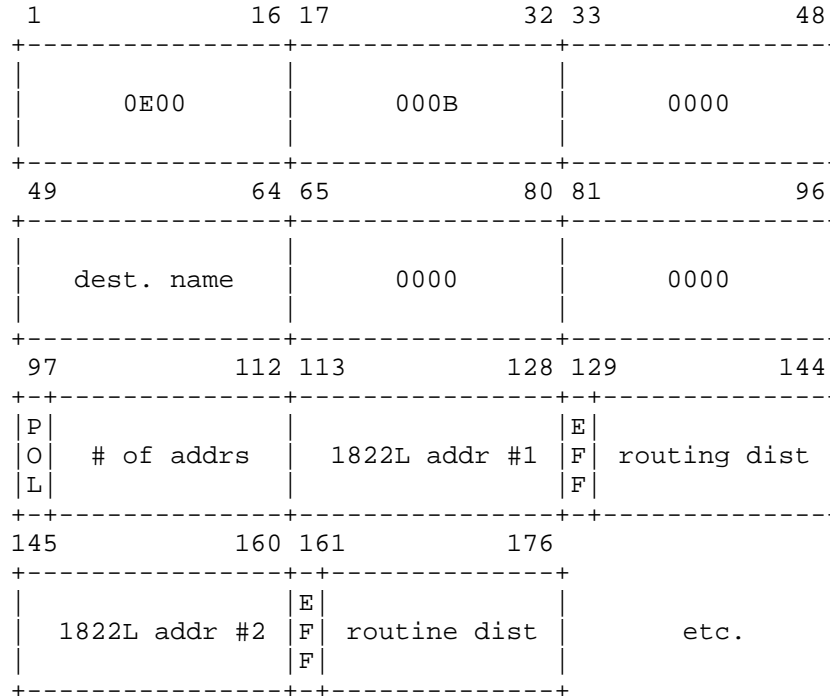 1 16 17 32 33 48
0E00 000B 0000
49 64 65 80 81 96
dest. name 0000 0000
97 112 113 128 129 144
P E
O # of addrs 1822L addr #1 F routing dist
L F
145 160 161 176
E
1822L addr #2 F routine dist etc.
F